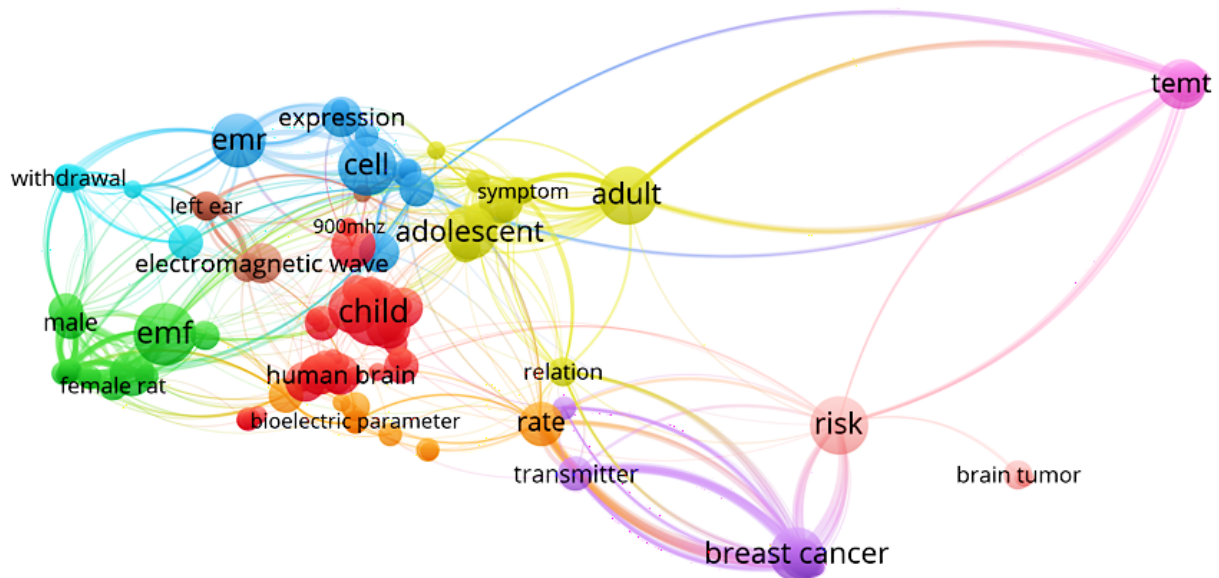 temt
expression
emr
cell
withdrawal
symptom
adult
left ear
900mhz
adolescent
electromagnetic wave
child
male
emf
relation
human brain
female rat
bioelectric parameter
rate
risk
transmitter
brain tumor
breast cancer